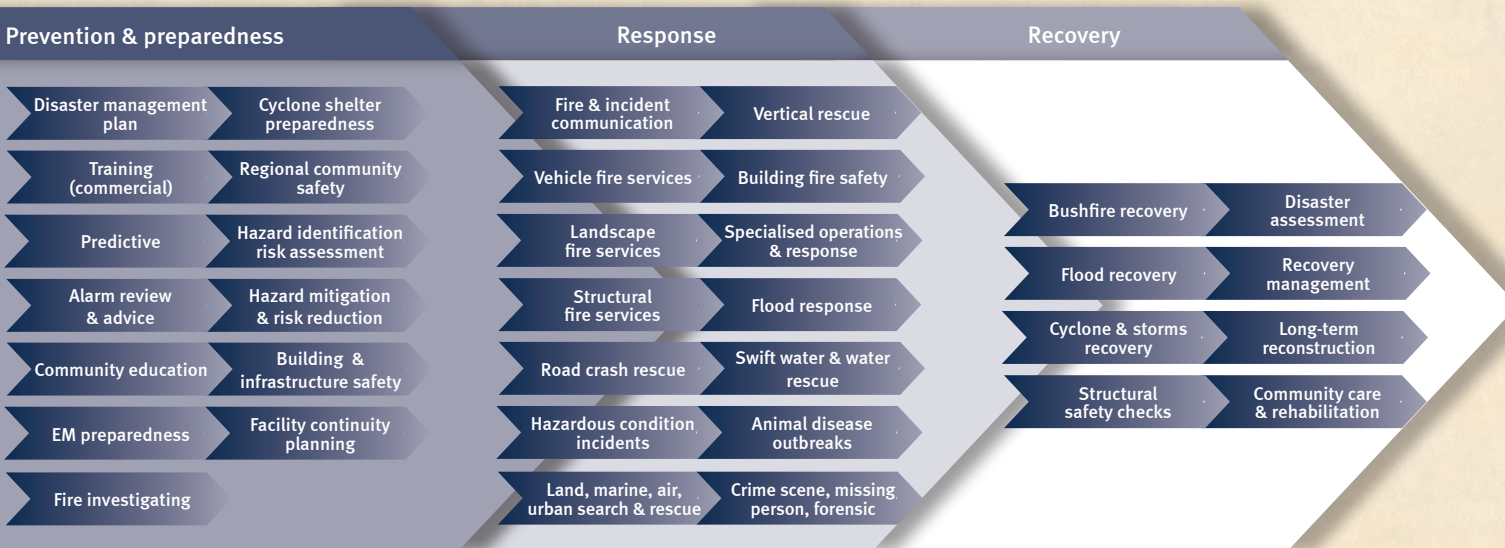 Prevention & preparedness
Disaster management
plan
Cyclone shelter
preparedness
Training
(commercial)
Regional community
safety
Predictive
Hazard identification
risk assessment
Alarm review
& advice
Hazard mitigation
& risk reduction
Community education
Building &
infrastructure safety
EM preparedness
Facility continuity
planning
Fire investigating
Response
Fire & incident
communication
Vertical rescue
Vehicle fire services
Building fire safety
Landscape
fire services
Specialised operations
& response
Structural
fire services
Flood response
Road crash rescue
Swift water & water
rescue
Hazardous condition
incidents
Animal disease
outbreaks
Land, marine, air,
urban search & rescue
Crime scene, missing
person, forensic
Recovery
Bushfire recovery
Disaster
assessment
Flood recovery
Recovery
management
Cyclone & storms
recovery
Long-term
reconstruction
Structural
safety checks
Community care
& rehabilitation